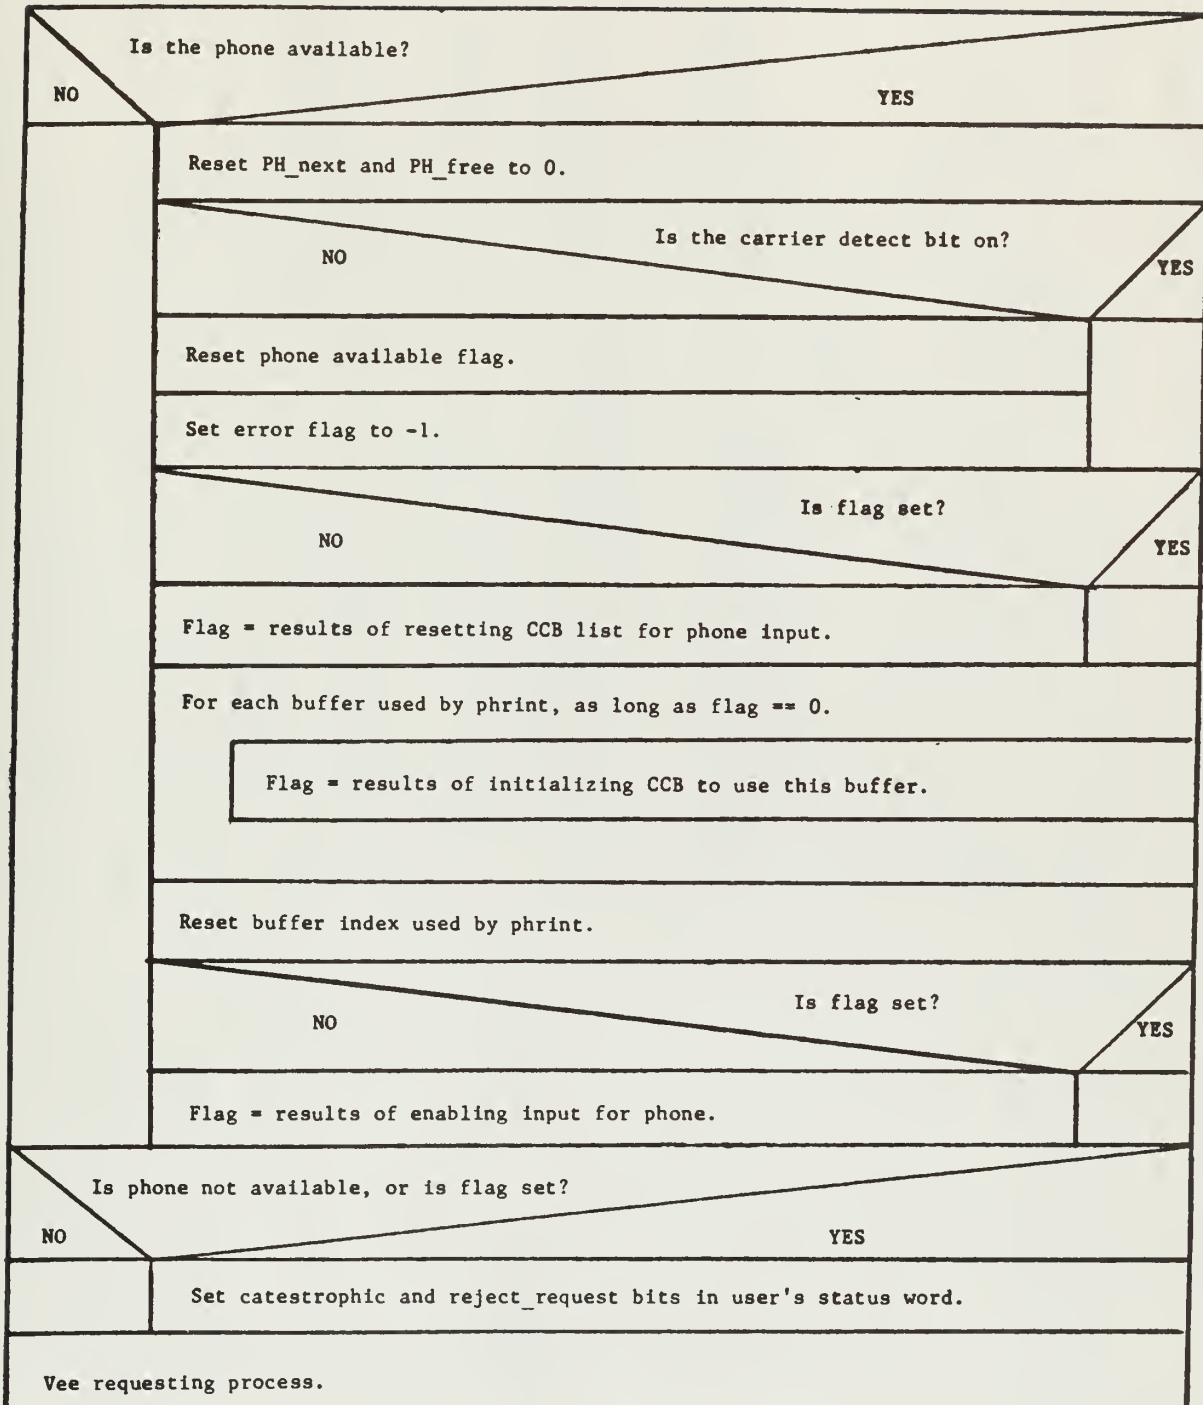 Is the phone available?
NO
YES
Reset PH_next and PH_free to 0.
Is the carrier detect bit on?
NO
YES
Reset phone available flag.
Set error flag to -1.
Is flag set?
NO
YES
Flag = results of resetting CCB list for phone input.
For each buffer used by phrint, as long as flag == 0.
Flag = results of initializing CCB to use this buffer.
Reset buffer index used by phrint.
Is flag set?
NO
YES
Flag = results of enabling input for phone.
Is phone not available, or is flag set?
NO
YES
Set catestrophic and reject_request bits in user's status word.
Vee requesting process.